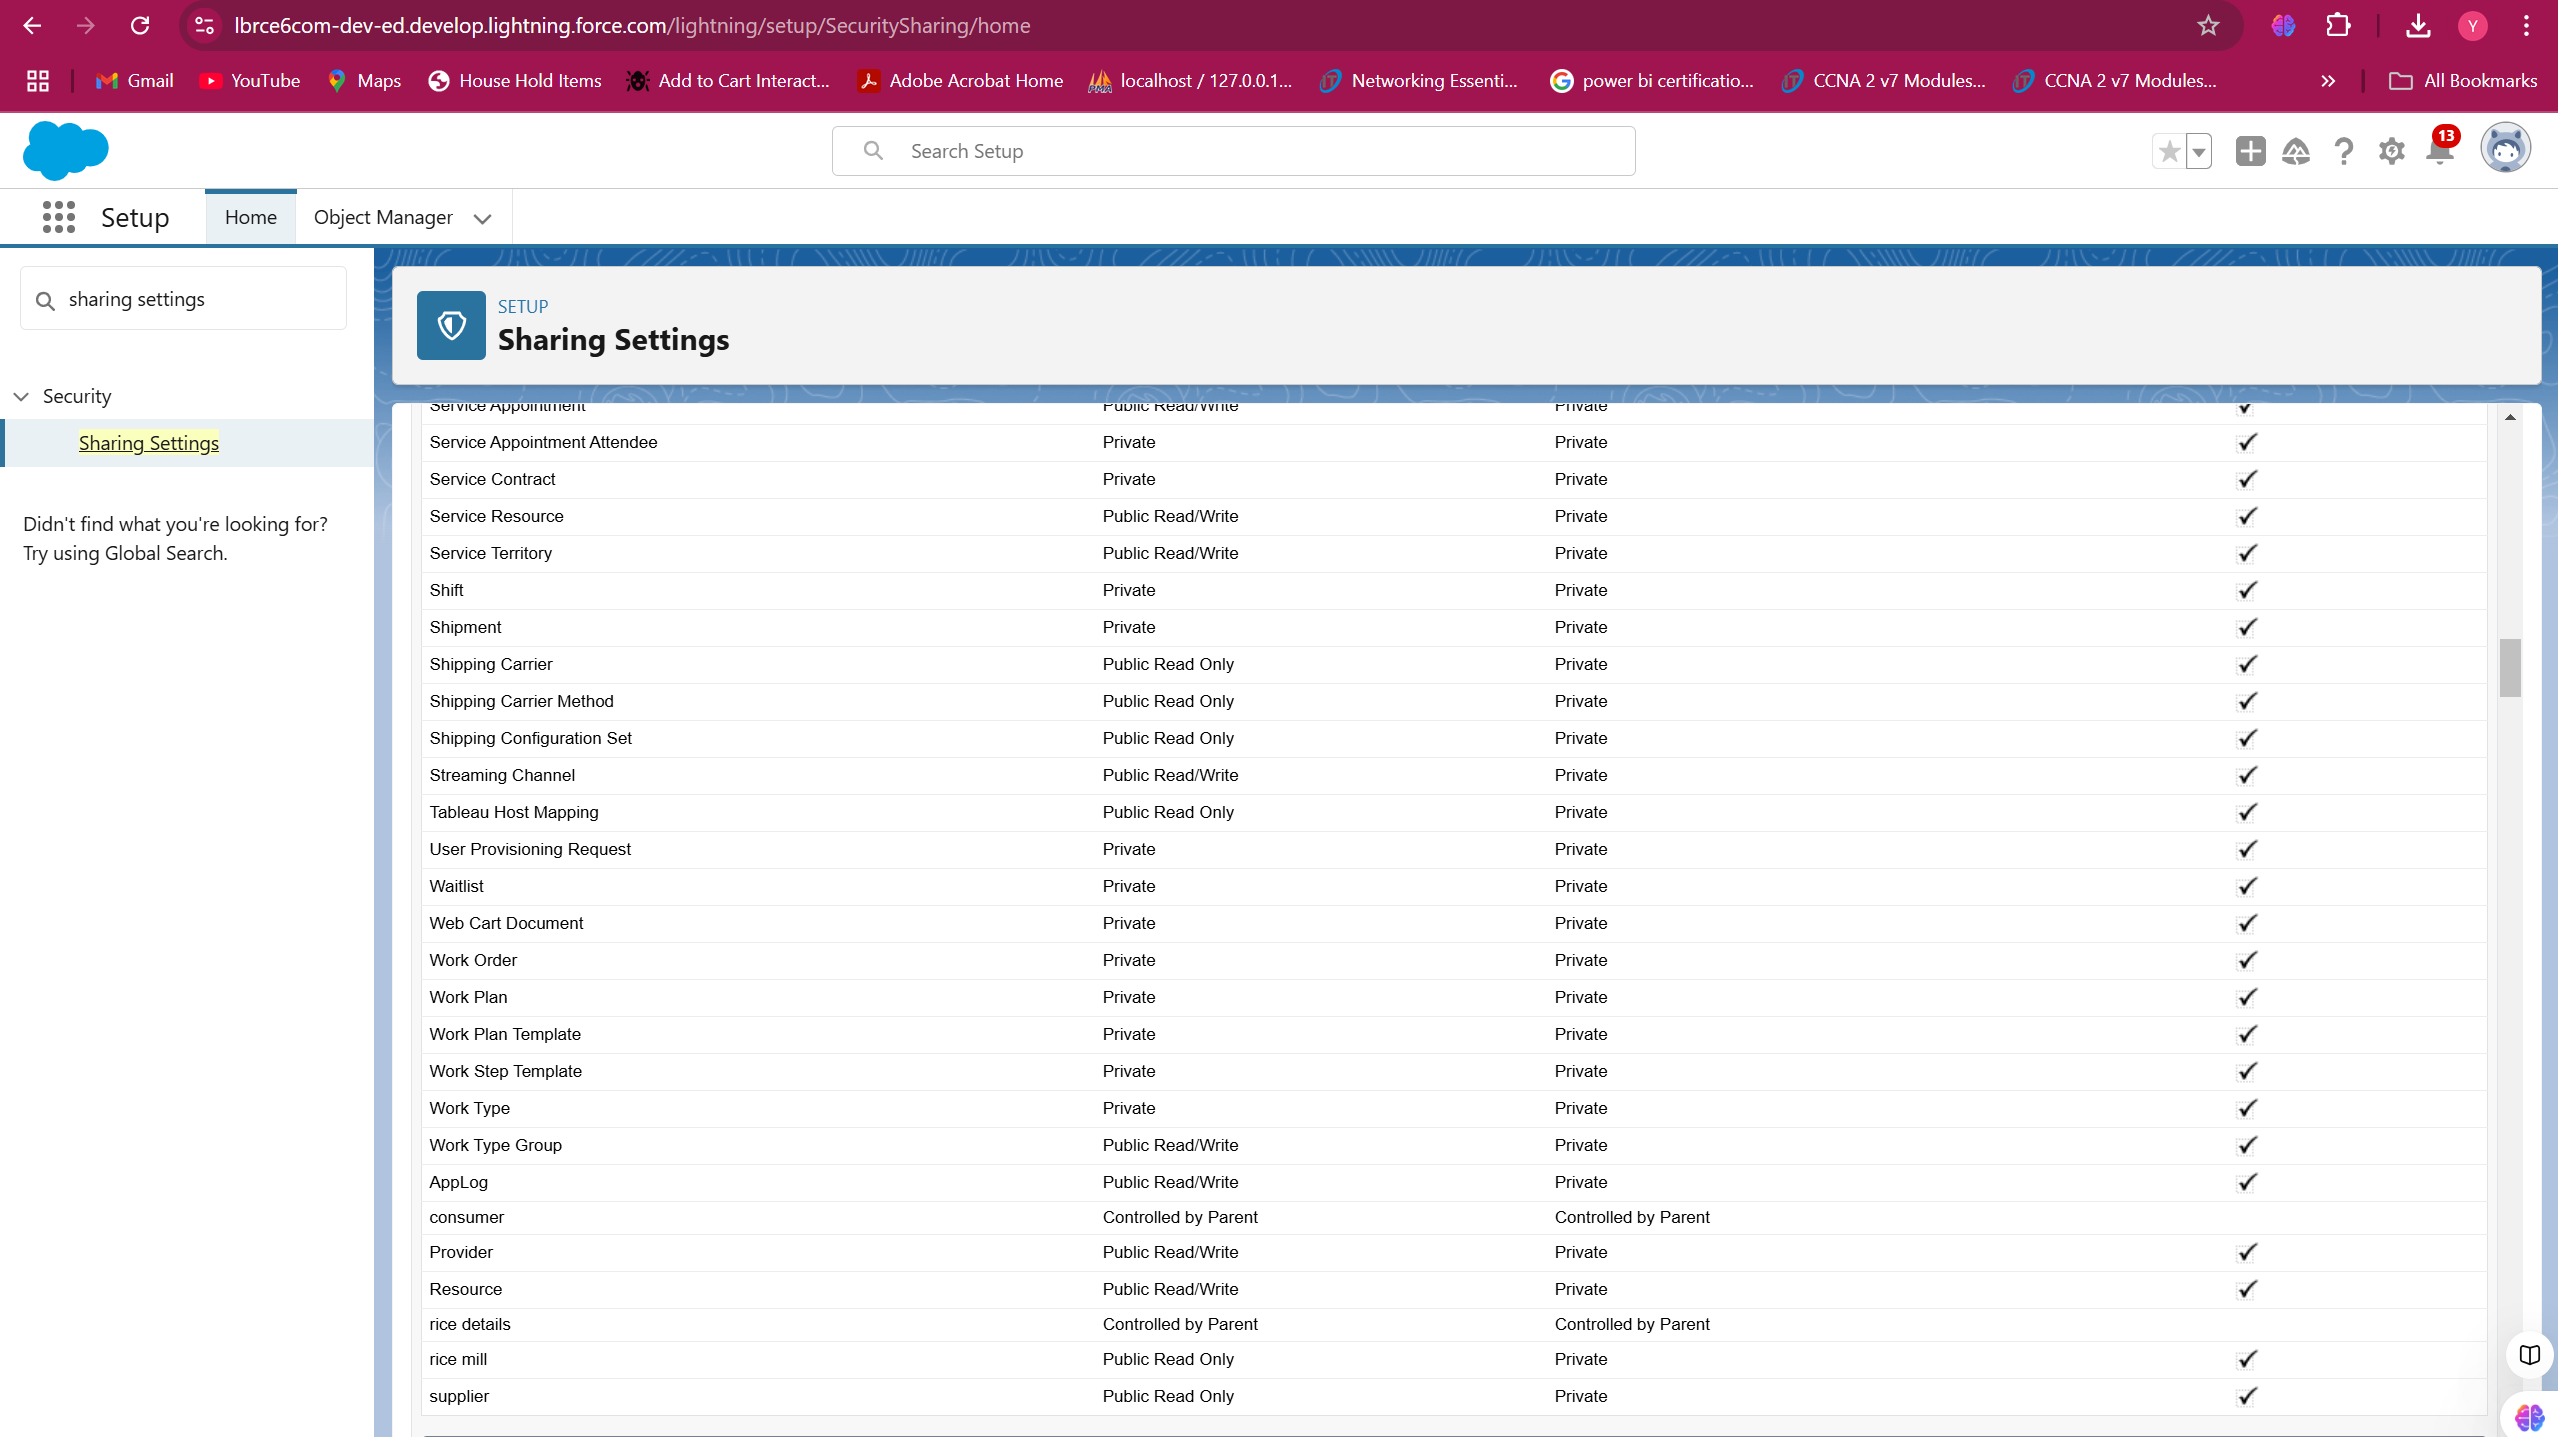 lbrce6com-dev-ed.develop.lightning.force.com/lightning/setup/SecuritySharing/home
Y
Gmail YouTube Maps House Hold Items Add to Cart Interact... Adobe Acrobat Home localhost / 127.0.0.1... Networking Essenti... power bi certificatio... CCNA 2 v7 Modules... CCNA 2 v7 Modules... » All Bookmarks
Search Setup
13
Setup Home Object Manager
sharing settings
SETUP
Sharing Settings
Security
Sharing Settings
Didn't find what you're looking for?
Try using Global Search.
Service Appointment Public Read/Write Private
Service Appointment Attendee Private Private
Service Contract Private Private
Service Resource Public Read/Write Private
Service Territory Public Read/Write Private
Shift Private Private
Shipment Private Private
Shipping Carrier Public Read Only Private
Shipping Carrier Method Public Read Only Private
Shipping Configuration Set Public Read Only Private
Streaming Channel Public Read/Write Private
Tableau Host Mapping Public Read Only Private
User Provisioning Request Private Private
Waitlist Private Private
Web Cart Document Private Private
Work Order Private Private
Work Plan Private Private
Work Plan Template Private Private
Work Step Template Private Private
Work Type Private Private
Work Type Group Public Read/Write Private
AppLog Public Read/Write Private
consumer Controlled by Parent Controlled by Parent
Provider Public Read/Write Private
Resource Public Read/Write Private
rice details Controlled by Parent Controlled by Parent
rice mill Public Read Only Private
supplier Public Read Only Private